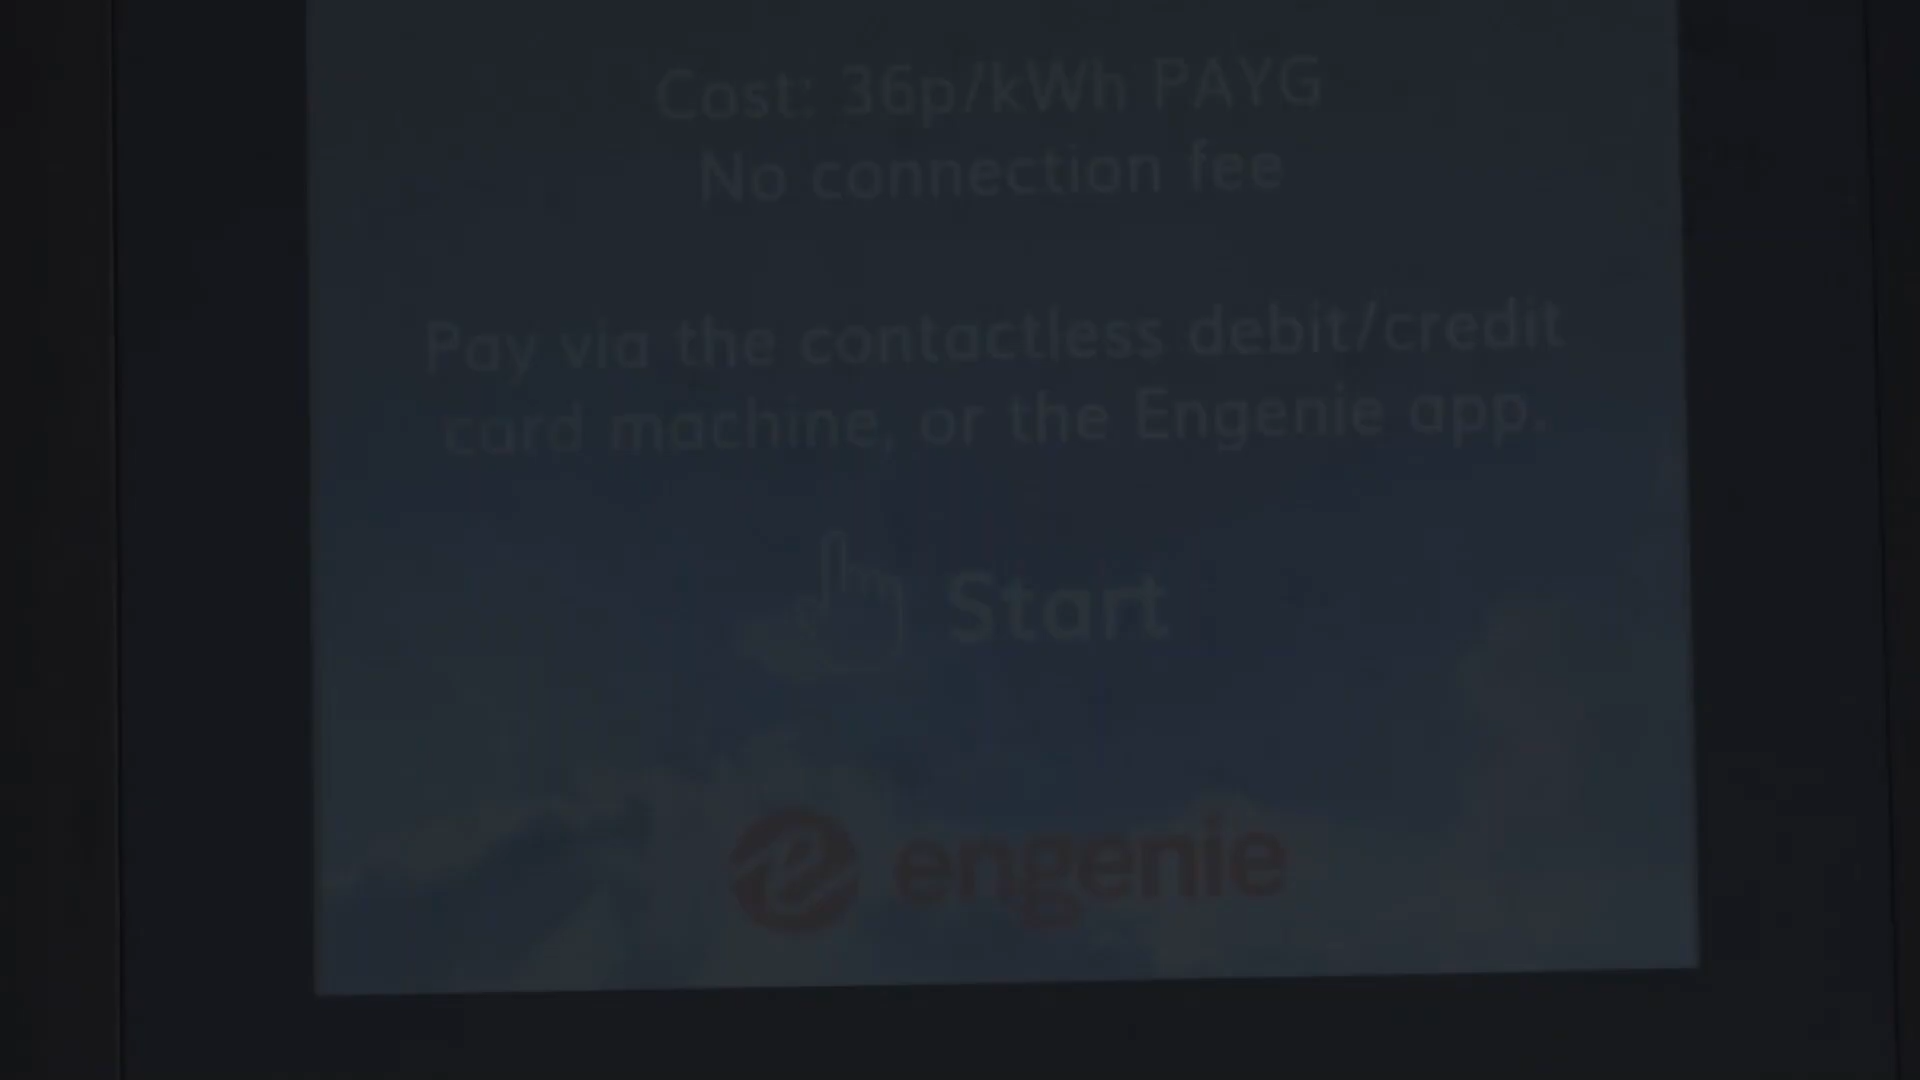 Cost: 36p/kWh PAYG
No connection fee
Pay via the contactless debit/credit
card machine, or the Engenie app.
Start
engenie